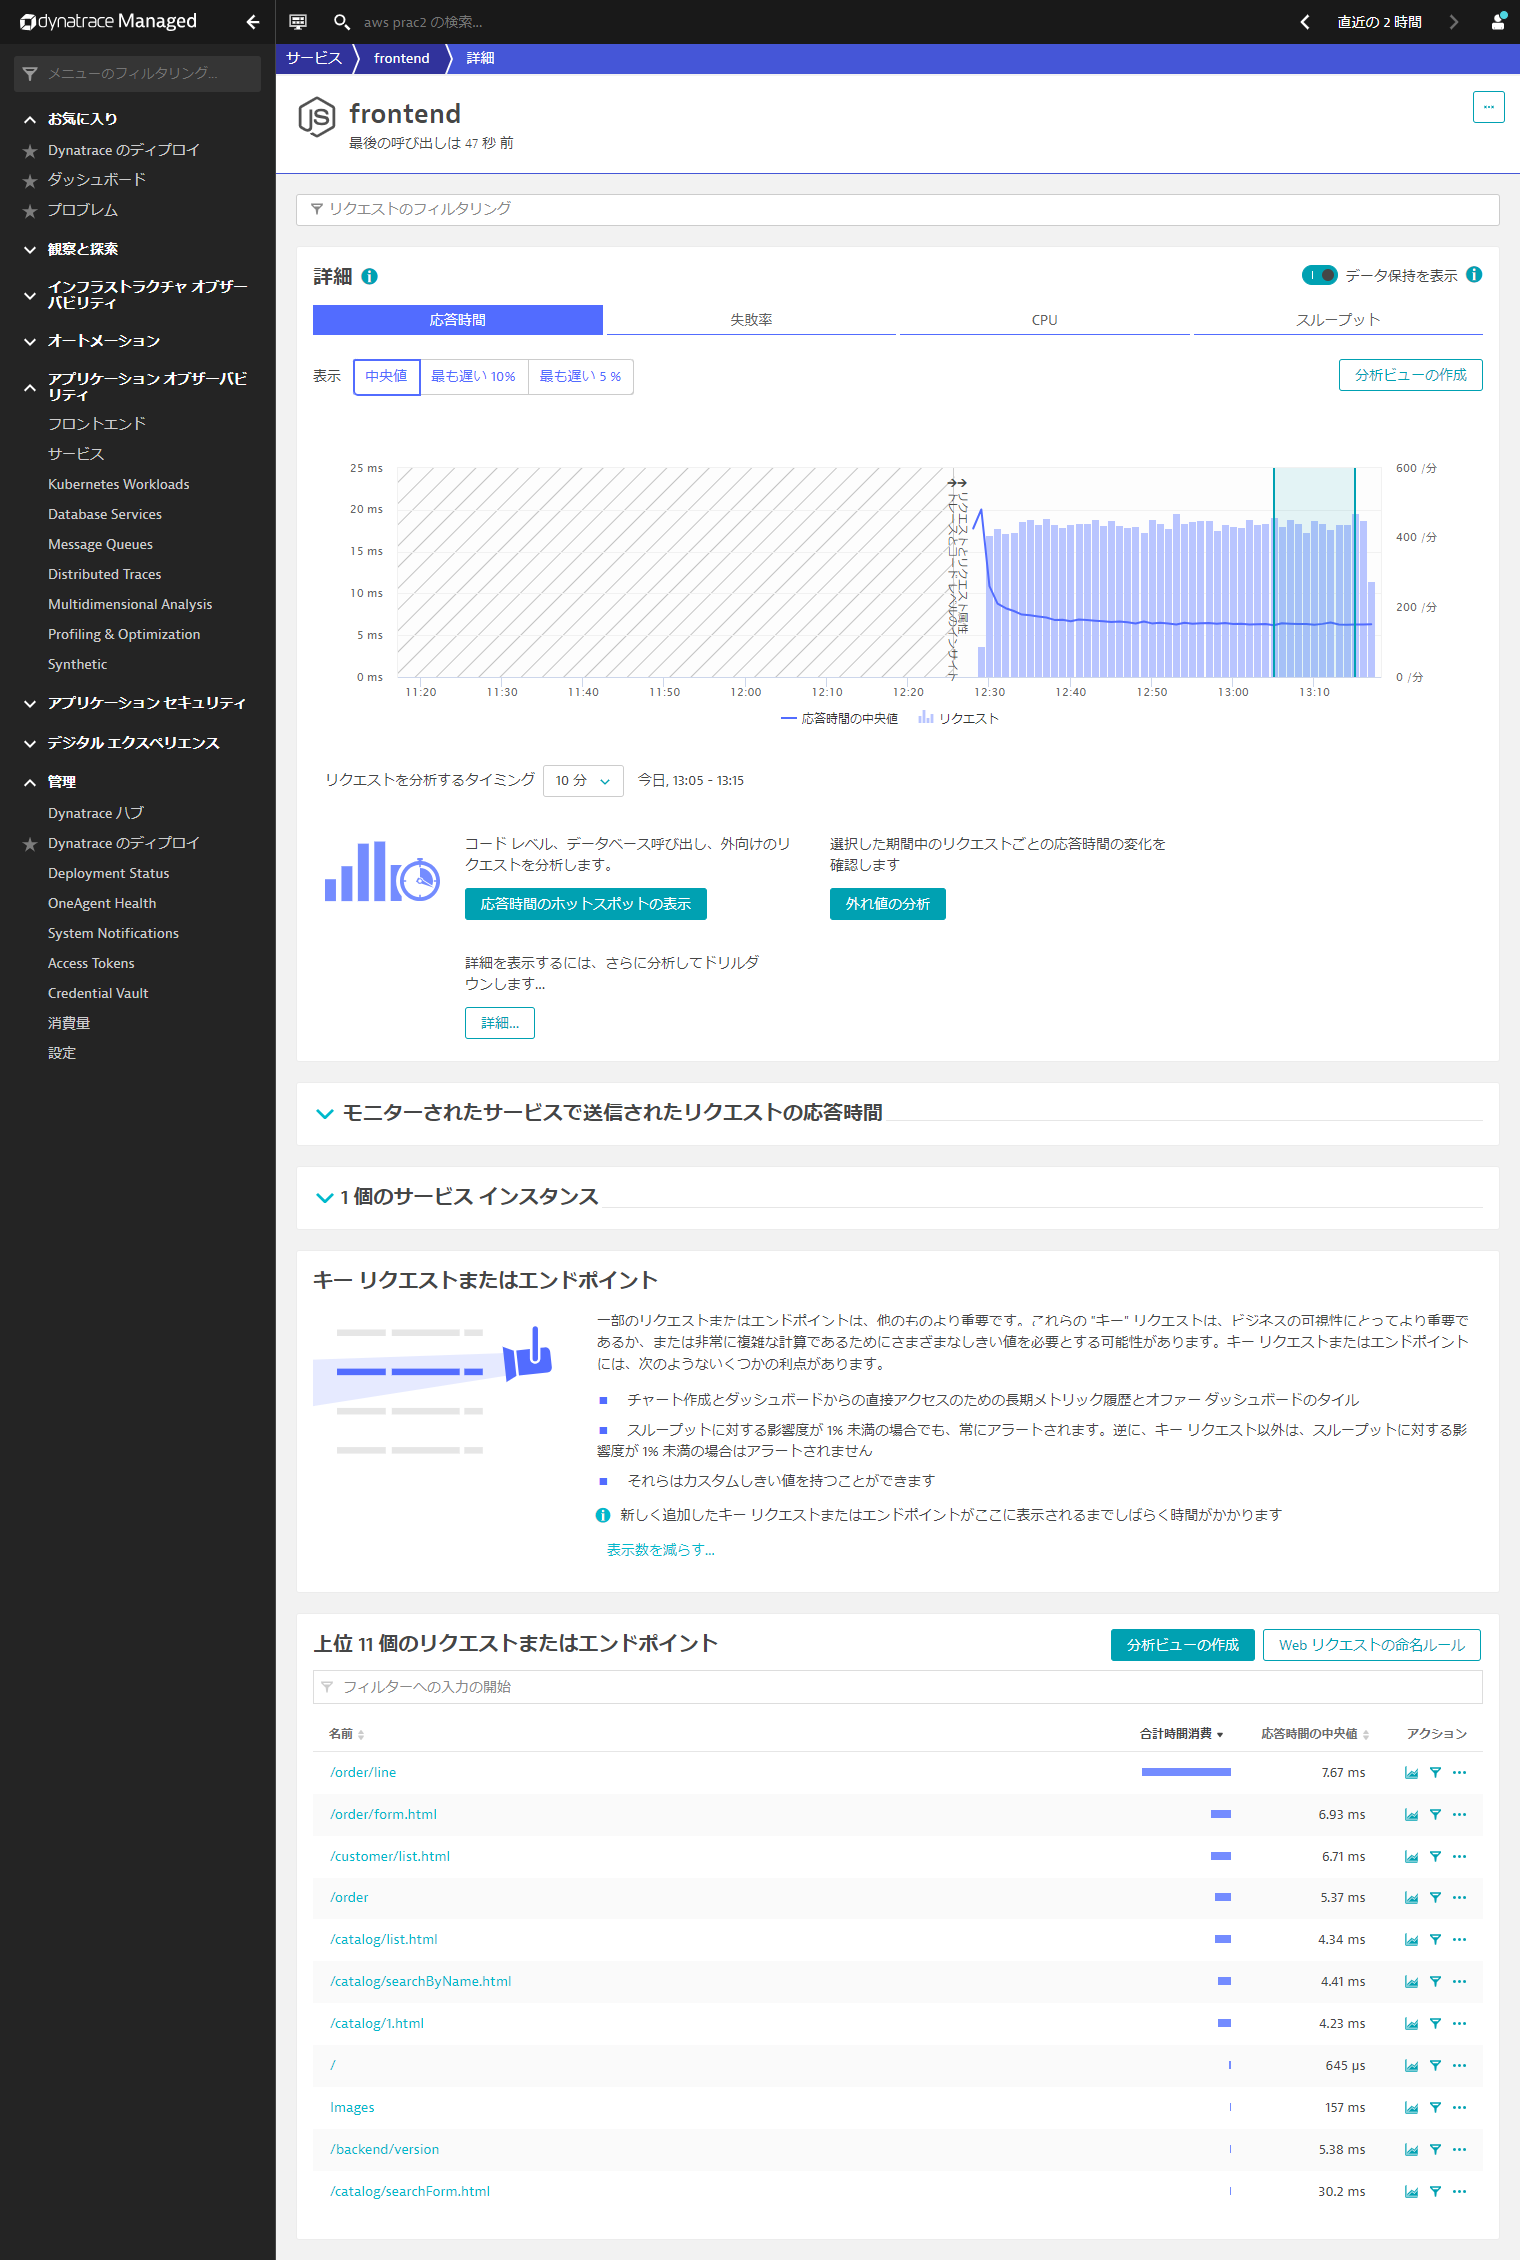 dynatrace Managed
aws prac2 の検索...
直近の 2 時間
メニューのフィルタリング...
お気に入り
Dynatrace のディプロイ
ダッシュボード
プロブレム
観察と探索
インフラストラクチャ オブザー
バビリティ
オートメーション
アプリケーション オブザーバビ
リティ
フロントエンド
サービス
Kubernetes Workloads
Database Services
Message Queues
Distributed Traces
Multidimensional Analysis
Profiling & Optimization
Synthetic
アプリケーション セキュリティ
デジタル エクスペリエンス
管理
Dynatrace ハブ
Dynatrace のディプロイ
Deployment Status
OneAgent Health
System Notifications
Access Tokens
Credential Vault
消費量
設定
サービス
frontend
詳細
JS
frontend
最後の呼び出しは 47 秒 前
...
リクエストのフィルタリング
詳細
データ保持を表示
応答時間
失敗率
CPU
スループット
表示
中央値
最も遅い 10%
最も遅い 5 %
分析ビューの作成
25 ms
20 ms
15 ms
10 ms
5 ms
0 ms
600 /分
400 /分
200 /分
0 /分
トレースとコード レベルのインサイト
リクエストとリクエスト属性
11:20
11:30
11:40
11:50
12:00
12:10
12:20
12:30
12:40
12:50
13:00
13:10
応答時間の中央値
リクエスト
リクエストを分析するタイミング
10 分
今日, 13:05 - 13:15
コード レベル、データベース呼び出し、外向けのリ
クエストを分析します。
応答時間のホットスポットの表示
選択した期間中のリクエストごとの応答時間の変化を
確認します
外れ値の分析
詳細を表示するには、さらに分析してドリルダ
ウンします...
詳細...
モニターされたサービスで送信されたリクエストの応答時間
1 個のサービス インスタンス
キー リクエストまたはエンドポイント
一部のリクエストまたはエンドポイントは、他のものより重要です。これらの "キー" リクエストは、ビジネスの可視性にとってより重要で
あるか、または非常に複雑な計算であるためにさまざまなしきい値を必要とする可能性があります。キー リクエストまたはエンドポイント
には、次のようないくつかの利点があります。
チャート作成とダッシュボードからの直接アクセスのための長期メトリック履歴とオファー ダッシュボードのタイル
スループットに対する影響度が 1% 未満の場合でも、常にアラートされます。逆に、キー リクエスト以外は、スループットに対する影
響度が 1% 未満の場合はアラートされません
それらはカスタムしきい値を持つことができます
新しく追加したキー リクエストまたはエンドポイントがここに表示されるまでしばらく時間がかかります
表示数を減らす...
上位 11 個のリクエストまたはエンドポイント
分析ビューの作成
Web リクエストの命名ルール
フィルターへの入力の開始
名前
合計時間消費
応答時間の中央値
アクション
/order/line
7.67 ms
/order/form.html
6.93 ms
/customer/list.html
6.71 ms
/order
5.37 ms
/catalog/list.html
4.34 ms
/catalog/searchByName.html
4.41 ms
/catalog/1.html
4.23 ms
/
645 µs
Images
157 ms
/backend/version
5.38 ms
/catalog/searchForm.html
30.2 ms